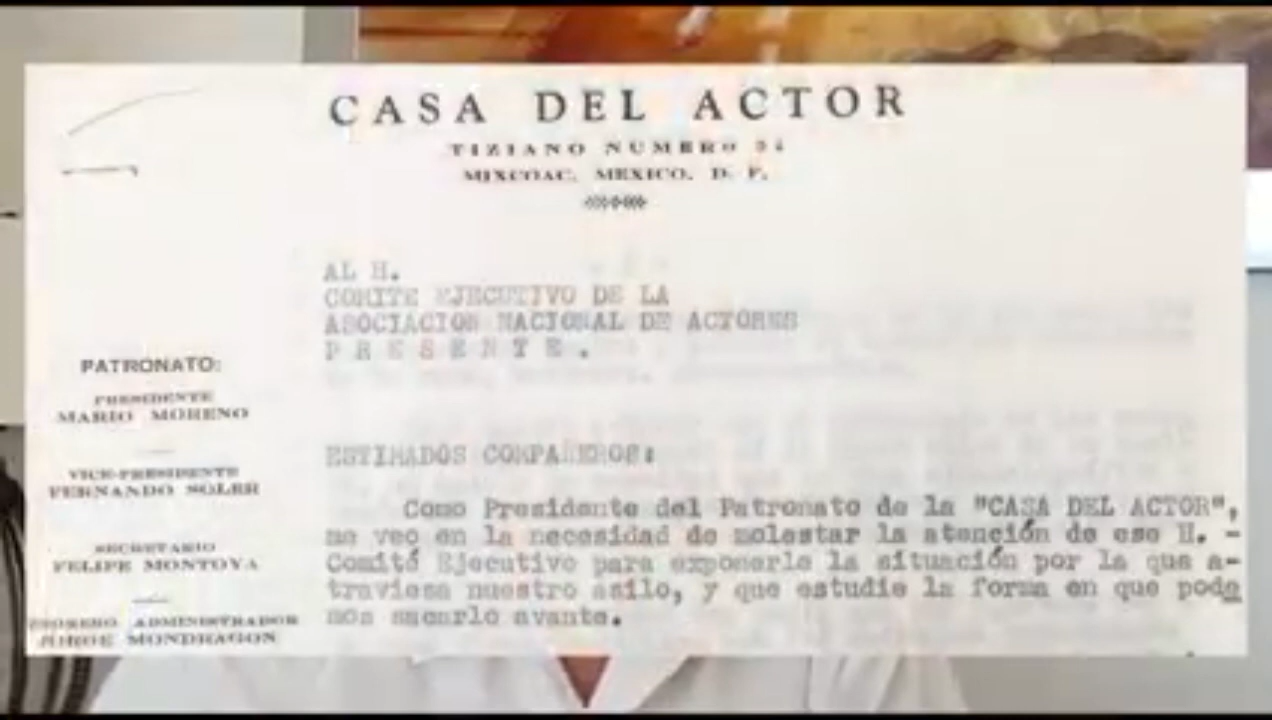 CASA DEL ACTOR
TIZIANO NUMERO 34
MIXCOAC, MEXICO, D. F.
AL H.
COMITE EJECUTIVO DE LA
ASOCIACION NACIONAL DE ACTORES
P R E S E N T E .
PATRONATO:
PRESIDENTE
MARIO MORENO
VICE-PRESIDENTE
FERNANDO SOLER
SECRETARIO
FELIPE MONTOYA
TESORERO ADMINISTRADOR
JORGE MONDRAGON
ESTIMADOS COMPAÑEROS:
Como Presidente del Patronato de la "CASA DEL ACTOR",
me veo en la necesidad de molestar la atención de ese H. -
Comité Ejecutivo para exponerle la situación por la que a-
traviesa nuestro asilo, y que estudie la forma en que pode
mos sacarlo avante.